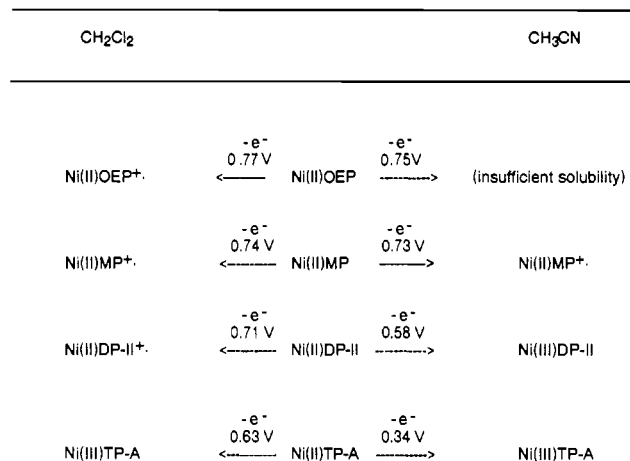 CH₂Cl₂ CH₃CN
-e⁻ -e⁻
0.77 V 0.75V
Ni(II)OEP⁺· <------- Ni(II)OEP -------> (insufficient solubility)
-e⁻ -e⁻
0.74 V 0.73 V
Ni(II)MP⁺· <------- Ni(II)MP -------> Ni(II)MP⁺·
-e⁻ -e⁻
0.71 V 0.58 V
Ni(II)DP-II⁺· <------- Ni(II)DP-II -------> Ni(III)DP-II
-e⁻ -e⁻
0.63 V 0.34 V
Ni(III)TP-A <------- Ni(II)TP-A -------> Ni(III)TP-A